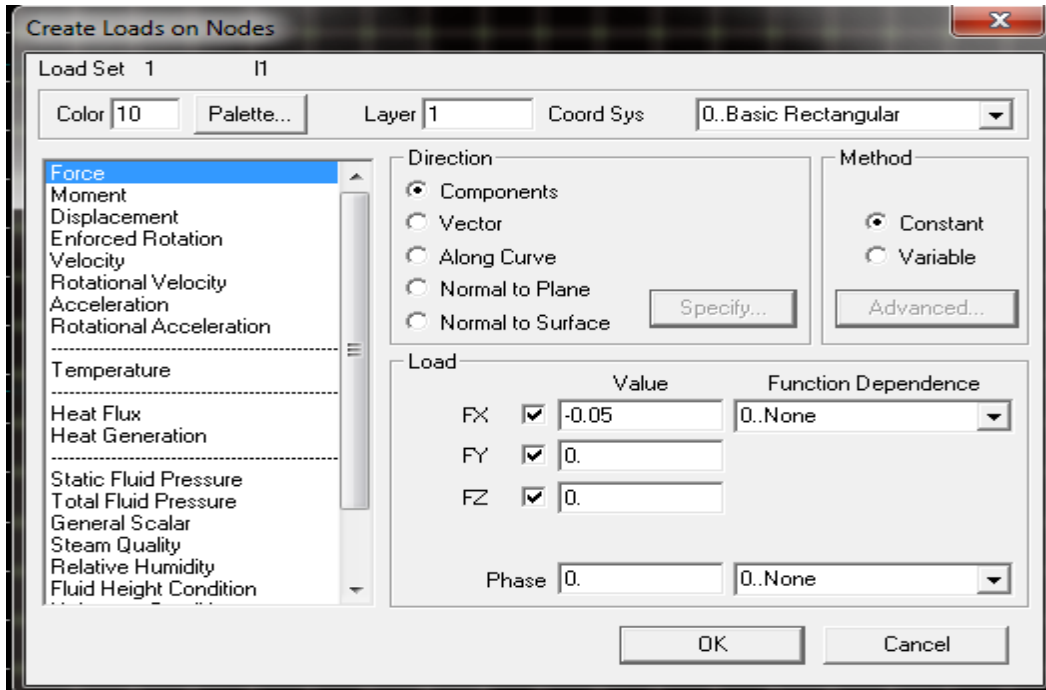 Create Loads on Nodes
Load Set 1 l1
Color 10 Palette... Layer 1 Coord Sys 0..Basic Rectangular
Force
Moment
Displacement
Enforced Rotation
Velocity
Rotational Velocity
Acceleration
Rotational Acceleration
Temperature
Heat Flux
Heat Generation
Static Fluid Pressure
Total Fluid Pressure
General Scalar
Steam Quality
Relative Humidity
Fluid Height Condition
Direction
Components
Vector
Along Curve
Normal to Plane
Normal to Surface
Specify...
Method
Constant
Variable
Advanced...
Load
Value Function Dependence
FX -0.05 0..None
FY 0.
FZ 0.
Phase 0. 0..None
OK Cancel